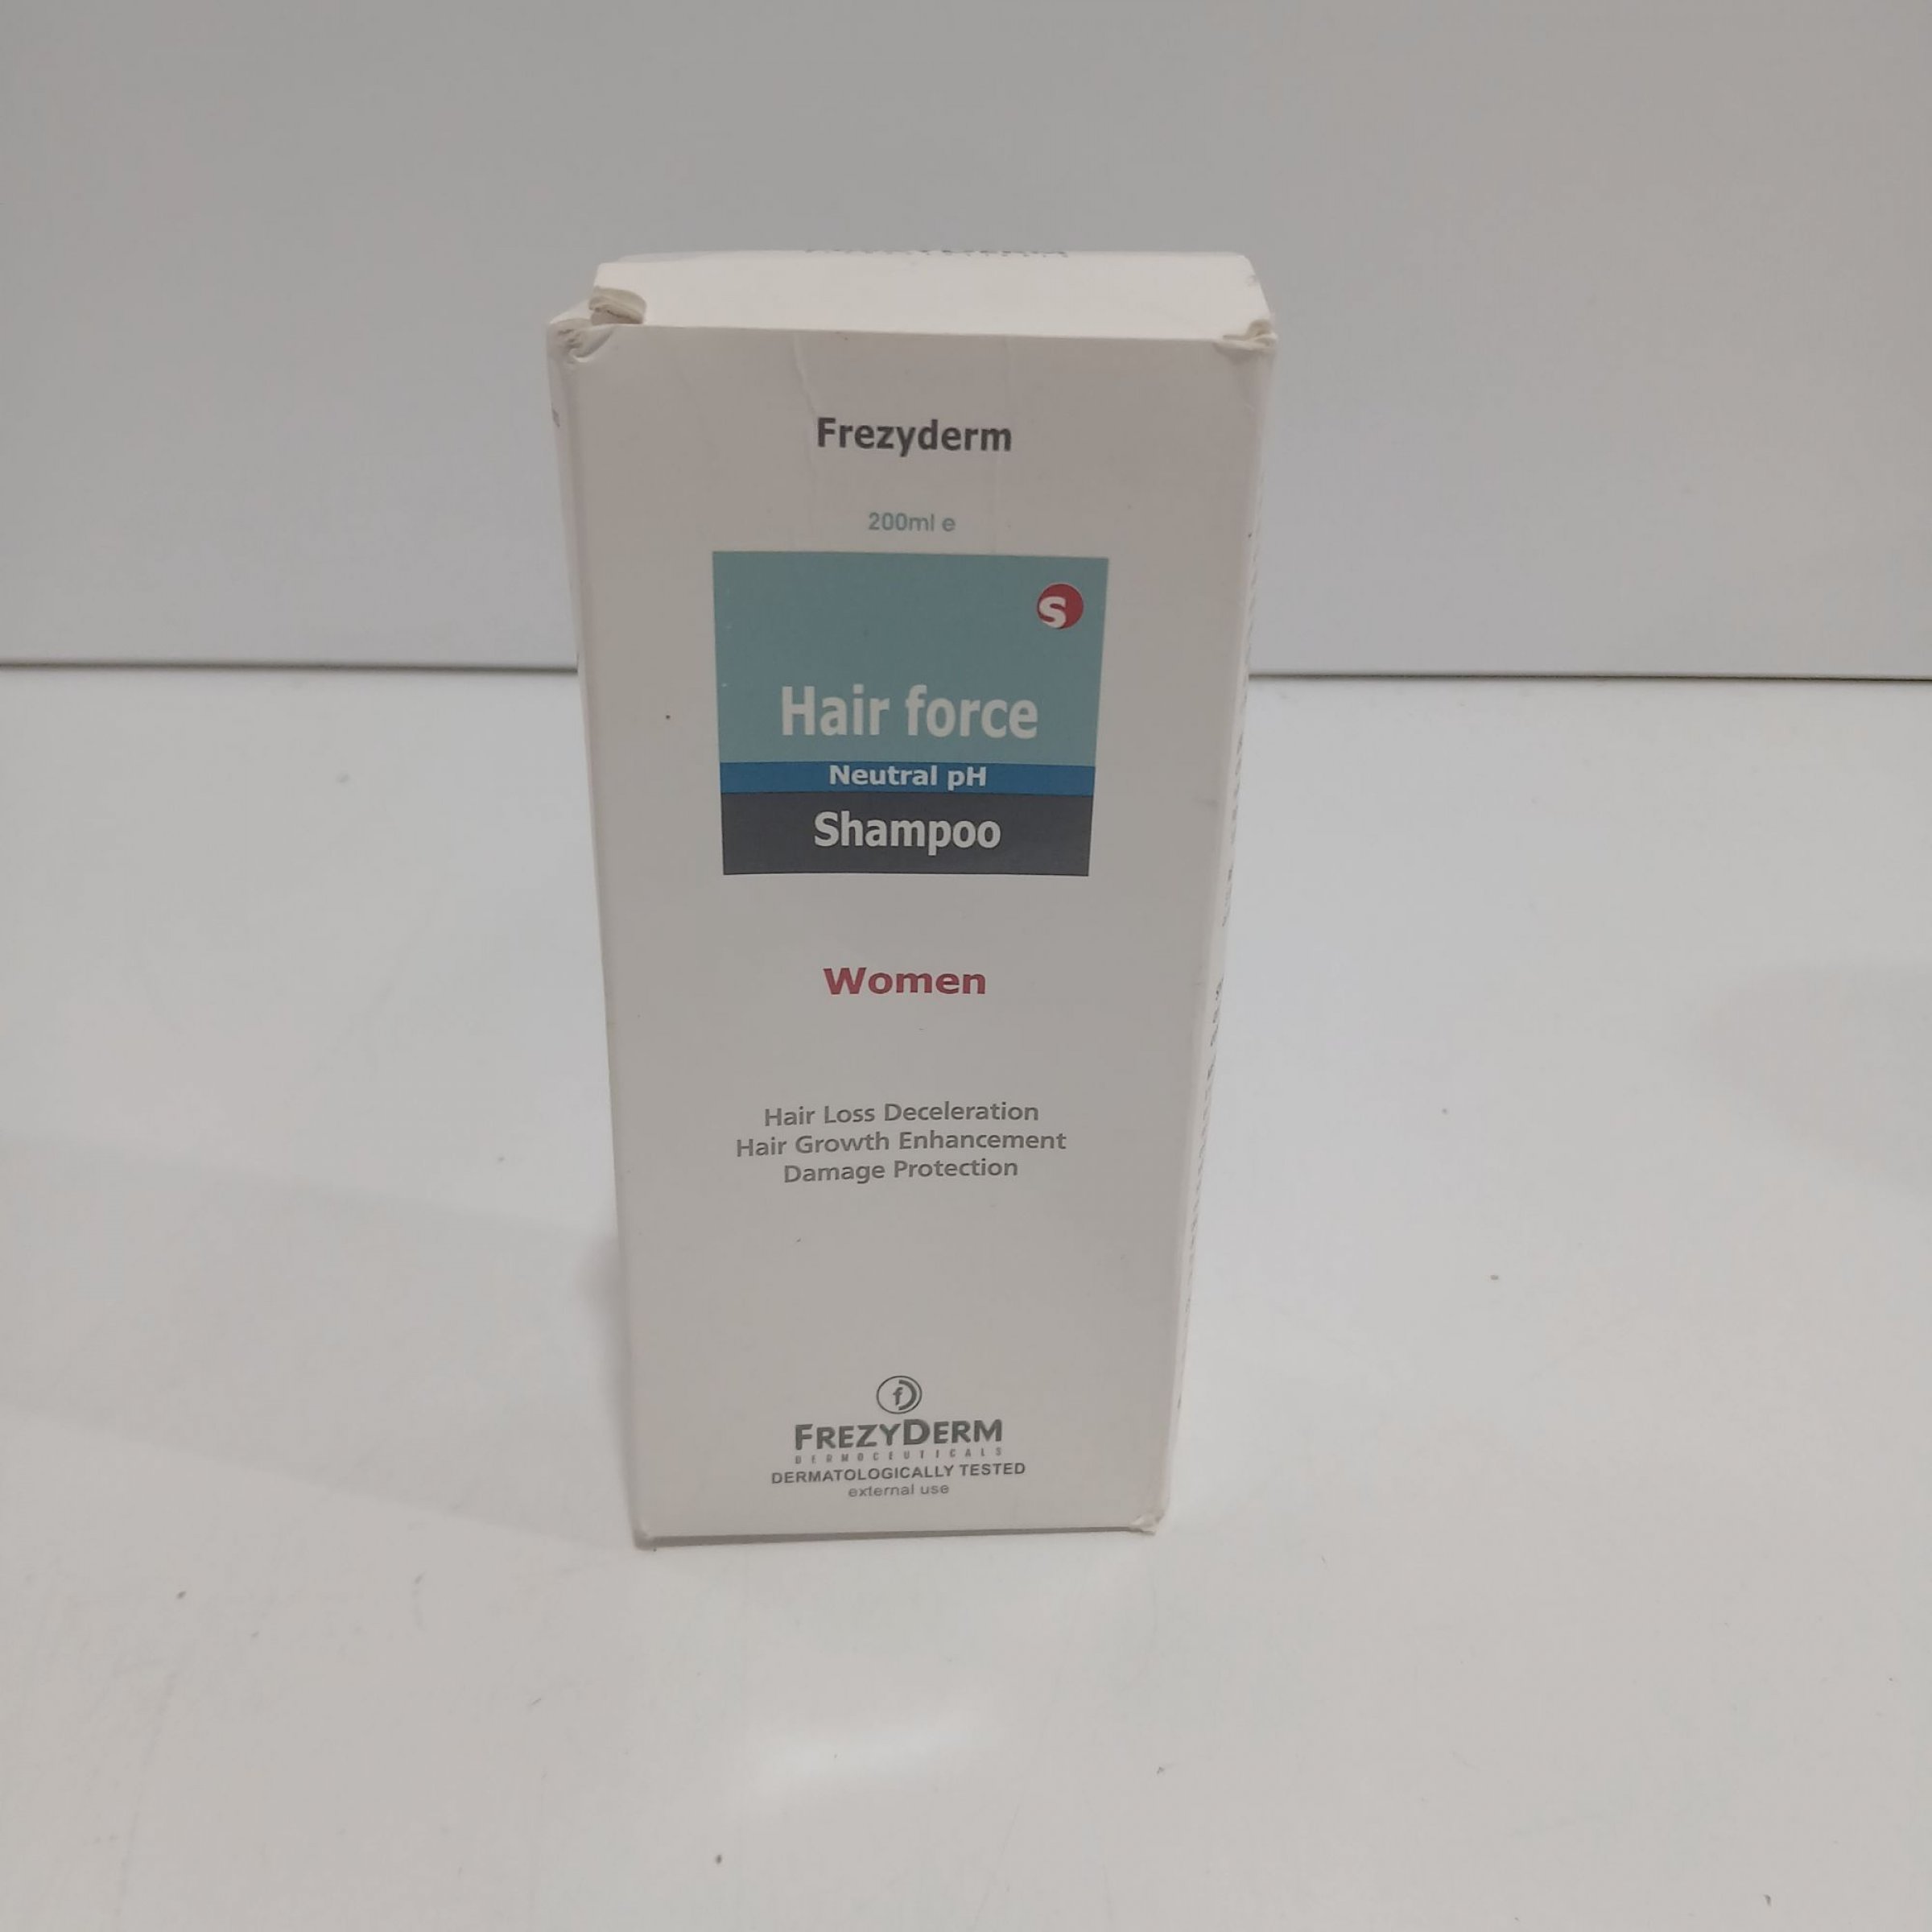 Frezyderm
200ml e
S
Hair force
Neutral pH
Shampoo
Women
Hair Loss Deceleration
Hair Growth Enhancement
Damage Protection
f
FREZYDERM
DERMOCEUTICALS
DERMATOLOGICALLY TESTED
external use